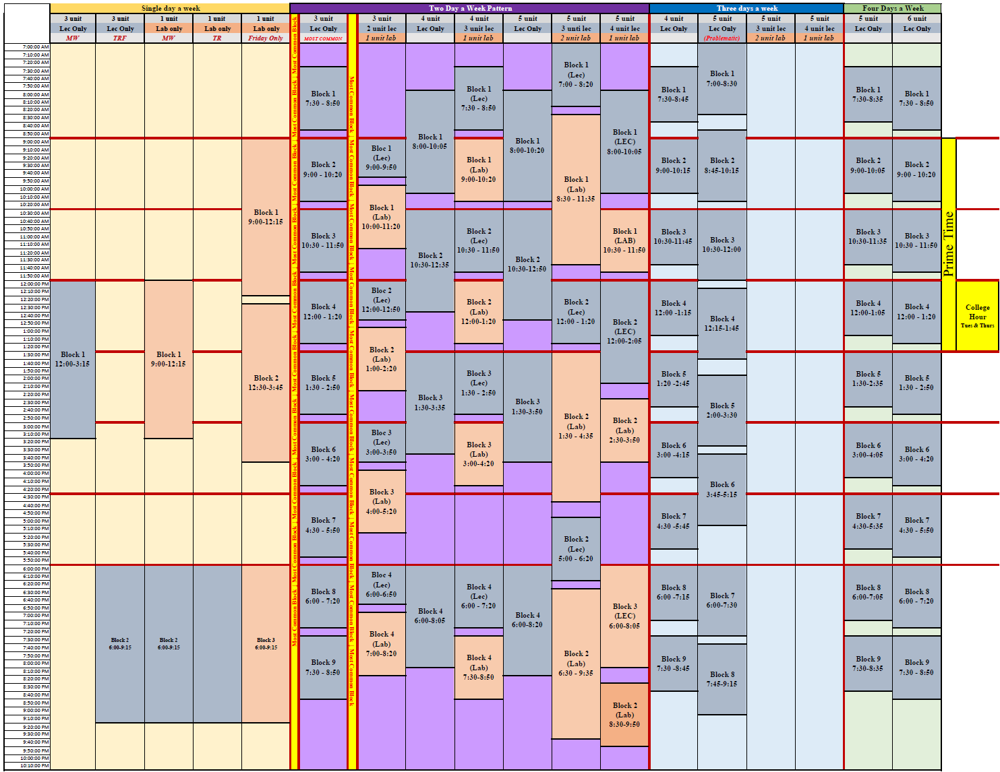 Single day a week
Two Day a Week Pattern
Three days a week
Four Days a Week
3 unit
3 unit
1 unit
1 unit
1 unit
3 unit
3 unit
4 unit
4 unit
5 unit
5 unit
5 unit
4 unit
5 unit
5 unit
5 unit
5 unit
6 unit
Lec Only
Lec Only
Lab only
Lab only
Lab only
Lec Only
2 unit lec
Lec Only
3 unit lec
Lec Only
3 unti lec
4 unit lec
Lec Only
Lec Only
3 unit lec
4 unit lec
Lec Only
Lec Only
MW
TRF
MW
TR
Friday Only
MOST COMMON
1 unit lab
1 unit lab
2 unit lab
1 unit lab
(Problematic)
2 unit lab
1 unit lab
7:00:00 AM
7:10:00 AM
7:20:00 AM
7:30:00 AM
7:40:00 AM
7:50:00 AM
8:00:00 AM
8:10:00 AM
8:20:00 AM
8:30:00 AM
8:40:00 AM
8:50:00 AM
9:00:00 AM
9:10:00 AM
9:20:00 AM
9:30:00 AM
9:40:00 AM
9:50:00 AM
10:00:00 AM
10:10:00 AM
10:20:00 AM
10:30:00 AM
10:40:00 AM
10:50:00 AM
11:00:00 AM
11:10:00 AM
11:20:00 AM
11:30:00 AM
11:40:00 AM
11:50:00 AM
12:00:00 PM
12:10:00 PM
12:20:00 PM
12:30:00 PM
12:40:00 PM
12:50:00 PM
1:00:00 PM
1:10:00 PM
1:20:00 PM
1:30:00 PM
1:40:00 PM
1:50:00 PM
2:00:00 PM
2:10:00 PM
2:20:00 PM
2:30:00 PM
2:40:00 PM
2:50:00 PM
3:00:00 PM
3:10:00 PM
3:20:00 PM
3:30:00 PM
3:40:00 PM
3:50:00 PM
4:00:00 PM
4:10:00 PM
4:20:00 PM
4:30:00 PM
4:40:00 PM
4:50:00 PM
5:00:00 PM
5:10:00 PM
5:20:00 PM
5:30:00 PM
5:40:00 PM
5:50:00 PM
6:00:00 PM
6:10:00 PM
6:20:00 PM
6:30:00 PM
6:40:00 PM
6:50:00 PM
7:00:00 PM
7:10:00 PM
7:20:00 PM
7:30:00 PM
7:40:00 PM
7:50:00 PM
8:00:00 PM
8:10:00 PM
8:20:00 PM
8:30:00 PM
8:40:00 PM
8:50:00 PM
9:00:00 PM
9:10:00 PM
9:20:00 PM
9:30:00 PM
9:40:00 PM
9:50:00 PM
10:00:00 PM
10:10:00 PM
Block 1
12:00-3:15
Block 2
6:00-9:15
Block 1
9:00-12:15
Block 2
6:00-9:15
Block 1
9:00-12:15
Block 2
12:30-3:45
Block 3
6:00-9:15
Most Common Block ↓ Most Common Block ↓ Most Common Block ↓ Most Common Block ↓ Most Common Block ↓ Most Common Block ↓ Most Common Block ↓ Most Common Block ↓ Most Common Block ↓ Most Common Block
Block 1
7:30 - 8:50
Block 2
9:00 - 10:20
Block 3
10:30 - 11:50
Block 4
12:00 - 1:20
Block 5
1:30 - 2:50
Block 6
3:00 - 4:20
Block 7
4:30 - 5:50
Block 8
6:00 - 7:20
Block 9
7:30 - 8:50
Most Common Block ↓ Most Common Block ↓ Most Common Block ↓ Most Common Block ↓ Most Common Block ↓ Most Common Block ↓ Most Common Block ↓ Most Common Block ↓ Most Common Block ↓ Most Common Block
Bloc 1
(Lec)
9:00-9:50
Block 1
(Lab)
10:00-11:20
Bloc 2
(Lec)
12:00-12:50
Block 2
(Lab)
1:00-2:20
Bloc 3
(Lec)
3:00-3:50
Block 3
(Lab)
4:00-5:20
Bloc 4
(Lec)
6:00-6:50
Block 4
(Lab)
7:00-8:20
Block 1
8:00-10:05
Block 2
10:30-12:35
Block 3
1:30-3:35
Block 4
6:00-8:05
Block 1
(Lec)
7:30 - 8:50
Block 1
(Lab)
9:00-10:20
Block 2
(Lec)
10:30 - 11:50
Block 2
(Lab)
12:00-1:20
Block 3
(Lec)
1:30 - 2:50
Block 3
(Lab)
3:00-4:20
Block 4
(Lec)
6:00 - 7:20
Block 4
(Lab)
7:30-8:50
Block 1
8:00-10:20
Block 2
10:30-12:50
Block 3
1:30-3:50
Block 4
6:00-8:20
Block 1
(Lec)
7:00 - 8:20
Block 1
(Lab)
8:30 - 11:35
Block 2
(Lec)
12:00 - 1:20
Block 2
(Lab)
1:30 - 4:35
Block 2
(Lec)
5:00 - 6:20
Block 2
(Lab)
6:30 - 9:35
Block 1
(LEC)
8:00-10:05
Block 1
(LAB)
10:30 - 11:50
Block 2
(LEC)
12:00-2:05
Block 2
(Lab)
2:30-3:50
Block 3
(LEC)
6:00-8:05
Block 2
(Lab)
8:30-9:50
Block 1
7:30-8:45
Block 2
9:00-10:15
Block 3
10:30-11:45
Block 4
12:00 -1:15
Block 5
1:20 -2:45
Block 6
3:00 -4:15
Block 7
4:30 -5:45
Block 8
6:00 -7:15
Block 9
7:30 -8:45
Block 1
7:00-8:30
Block 2
8:45-10:15
Block 3
10:30-12:00
Block 4
12:15-1:45
Block 5
2:00-3:30
Block 6
3:45-5:15
Block 7
6:00-7:30
Block 8
7:45-9:15
Block 1
7:30-8:35
Block 2
9:00-10:05
Block 3
10:30-11:35
Block 4
12:00-1:05
Block 5
1:30-2:35
Block 6
3:00-4:05
Block 7
4:30-5:35
Block 8
6:00-7:05
Block 9
7:30-8:35
Block 1
7:30 - 8:50
Block 2
9:00 - 10:20
Block 3
10:30 - 11:50
Block 4
12:00 - 1:20
Block 5
1:30 - 2:50
Block 6
3:00 - 4:20
Block 7
4:30 - 5:50
Block 8
6:00 - 7:20
Block 9
7:30 - 8:50
Prime Time
College
Hour
Tues & Thurs